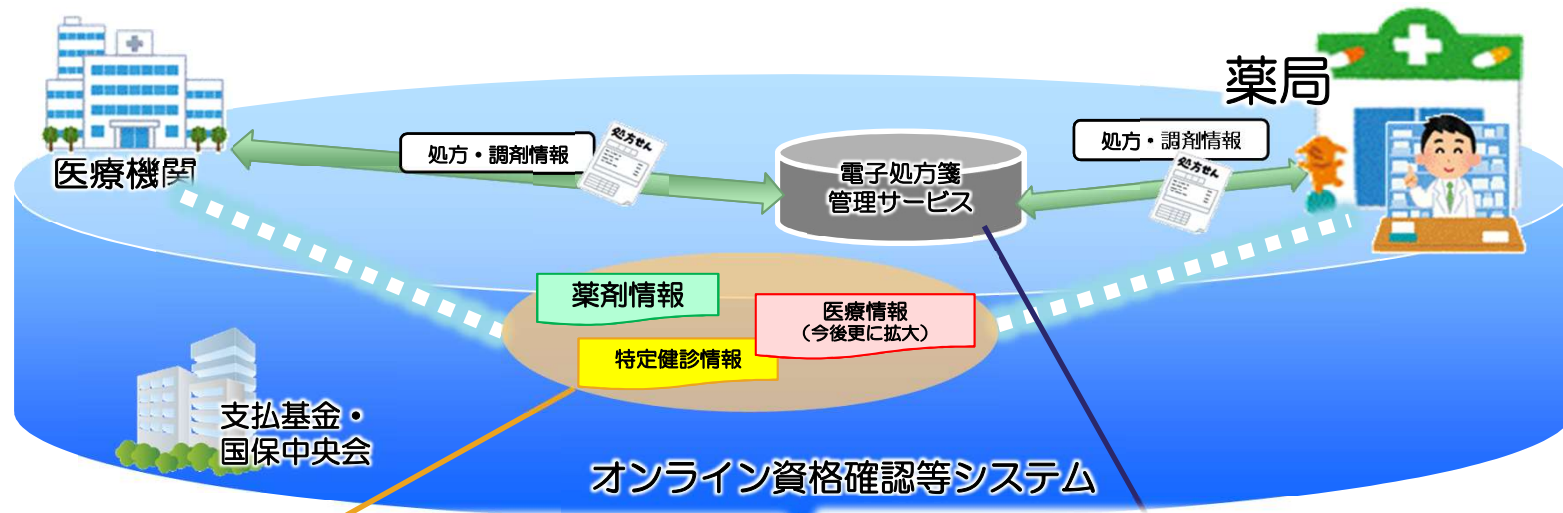 薬局
医療機関
処方・調剤情報
処方せん
電子処方箋
管理サービス
処方・調剤情報
処方せん
薬剤情報
医療情報
(今後更に拡大)
特定健診情報
支払基金・
国保中央会
オンライン資格確認等システム